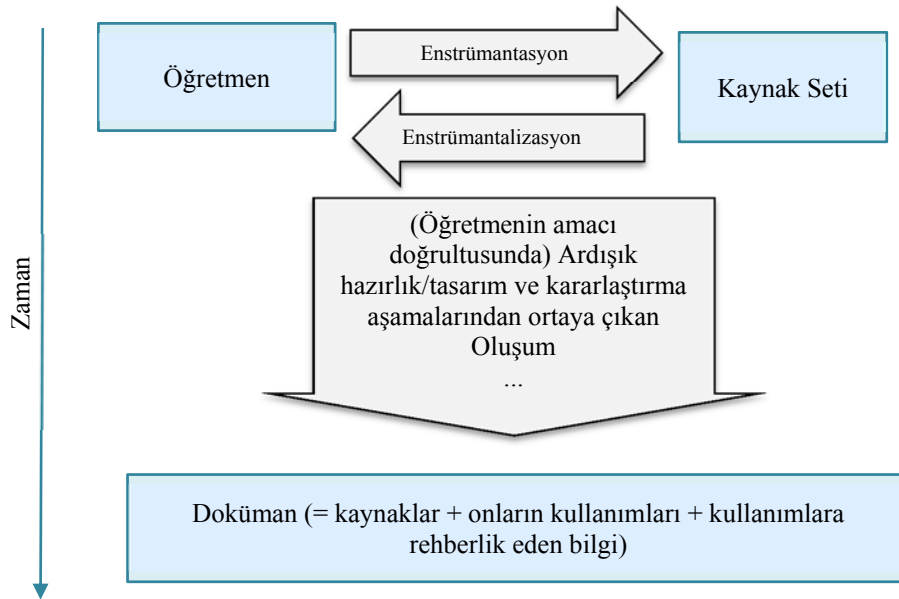 Öğretmen
Enstrümantasyon
Kaynak Seti
Enstrümantalizasyon
(Öğretmenin amacı
doğrultusunda) Ardışık
hazırlık/tasarım ve kararlaştırma
aşamalarından ortaya çıkan
Oluşum
...
Zaman
Doküman (= kaynaklar + onların kullanımları + kullanımlara
rehberlik eden bilgi)